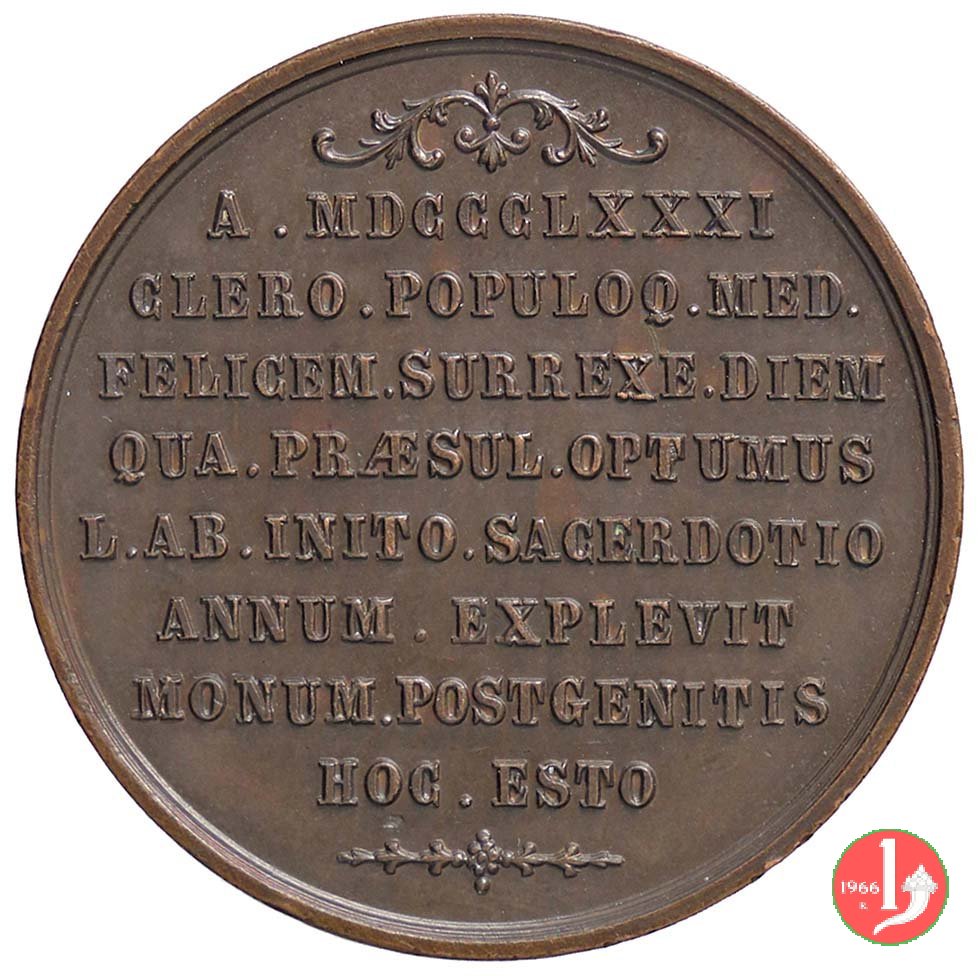 A . MDCCCLXXXI
CLERO . POPULOQ . MED .
FELICEM . SURREXE . DIEM
QUA . PRÆSUL . OPTUMUS
L . AB . INITO . SACERDOTIO
ANNUM . EXPLEVIT
MONUM . POSTGENITIS
HOC . ESTO
1966